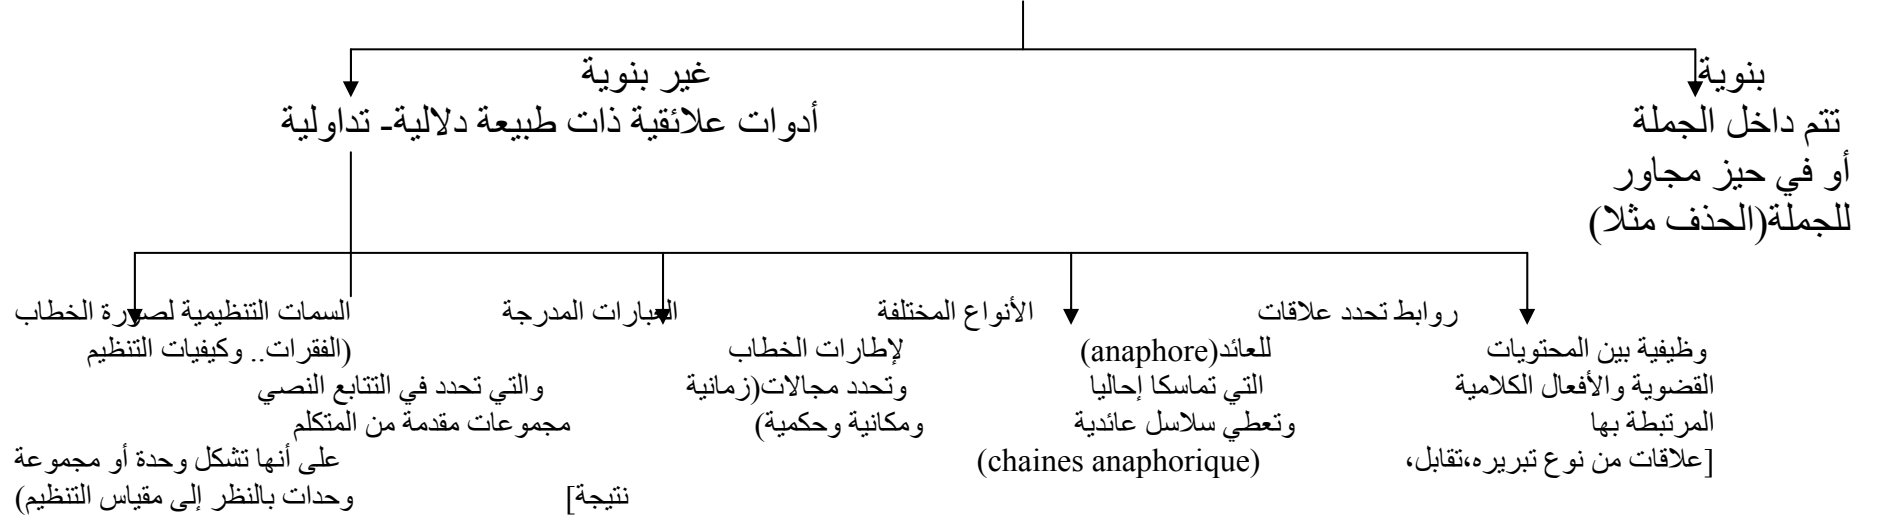 بنوية
غير بنوية
تتم داخل الجملة
أدوات علائقية ذات طبيعة دلالية- تداولية
أو في حيز مجاور
للجملة(الحذف مثلا)
روابط تحدد علاقات الأنواع المختلفة العبارات المدرجة السمات التنظيمية لصورة الخطاب
وظيفية بين المحتويات للعائد(anaphore) لإطارات الخطاب (الفقرات.. وكيفيات التنظيم
القضوية والأفعال الكلامية التي تماسكا إحاليا وتحدد مجالات(زمانية والتي تحدد في التتابع النصي
المرتبطة بها وتعطي سلاسل عائدية ومكانية وحكمية) مجموعات مقدمة من المتكلم
[علاقات من نوع تبريره،تقابل، (chaines anaphorique) على أنها تشكل وحدة أو مجموعة
نتيجة] وحدات بالنظر إلى مقياس التنظيم)